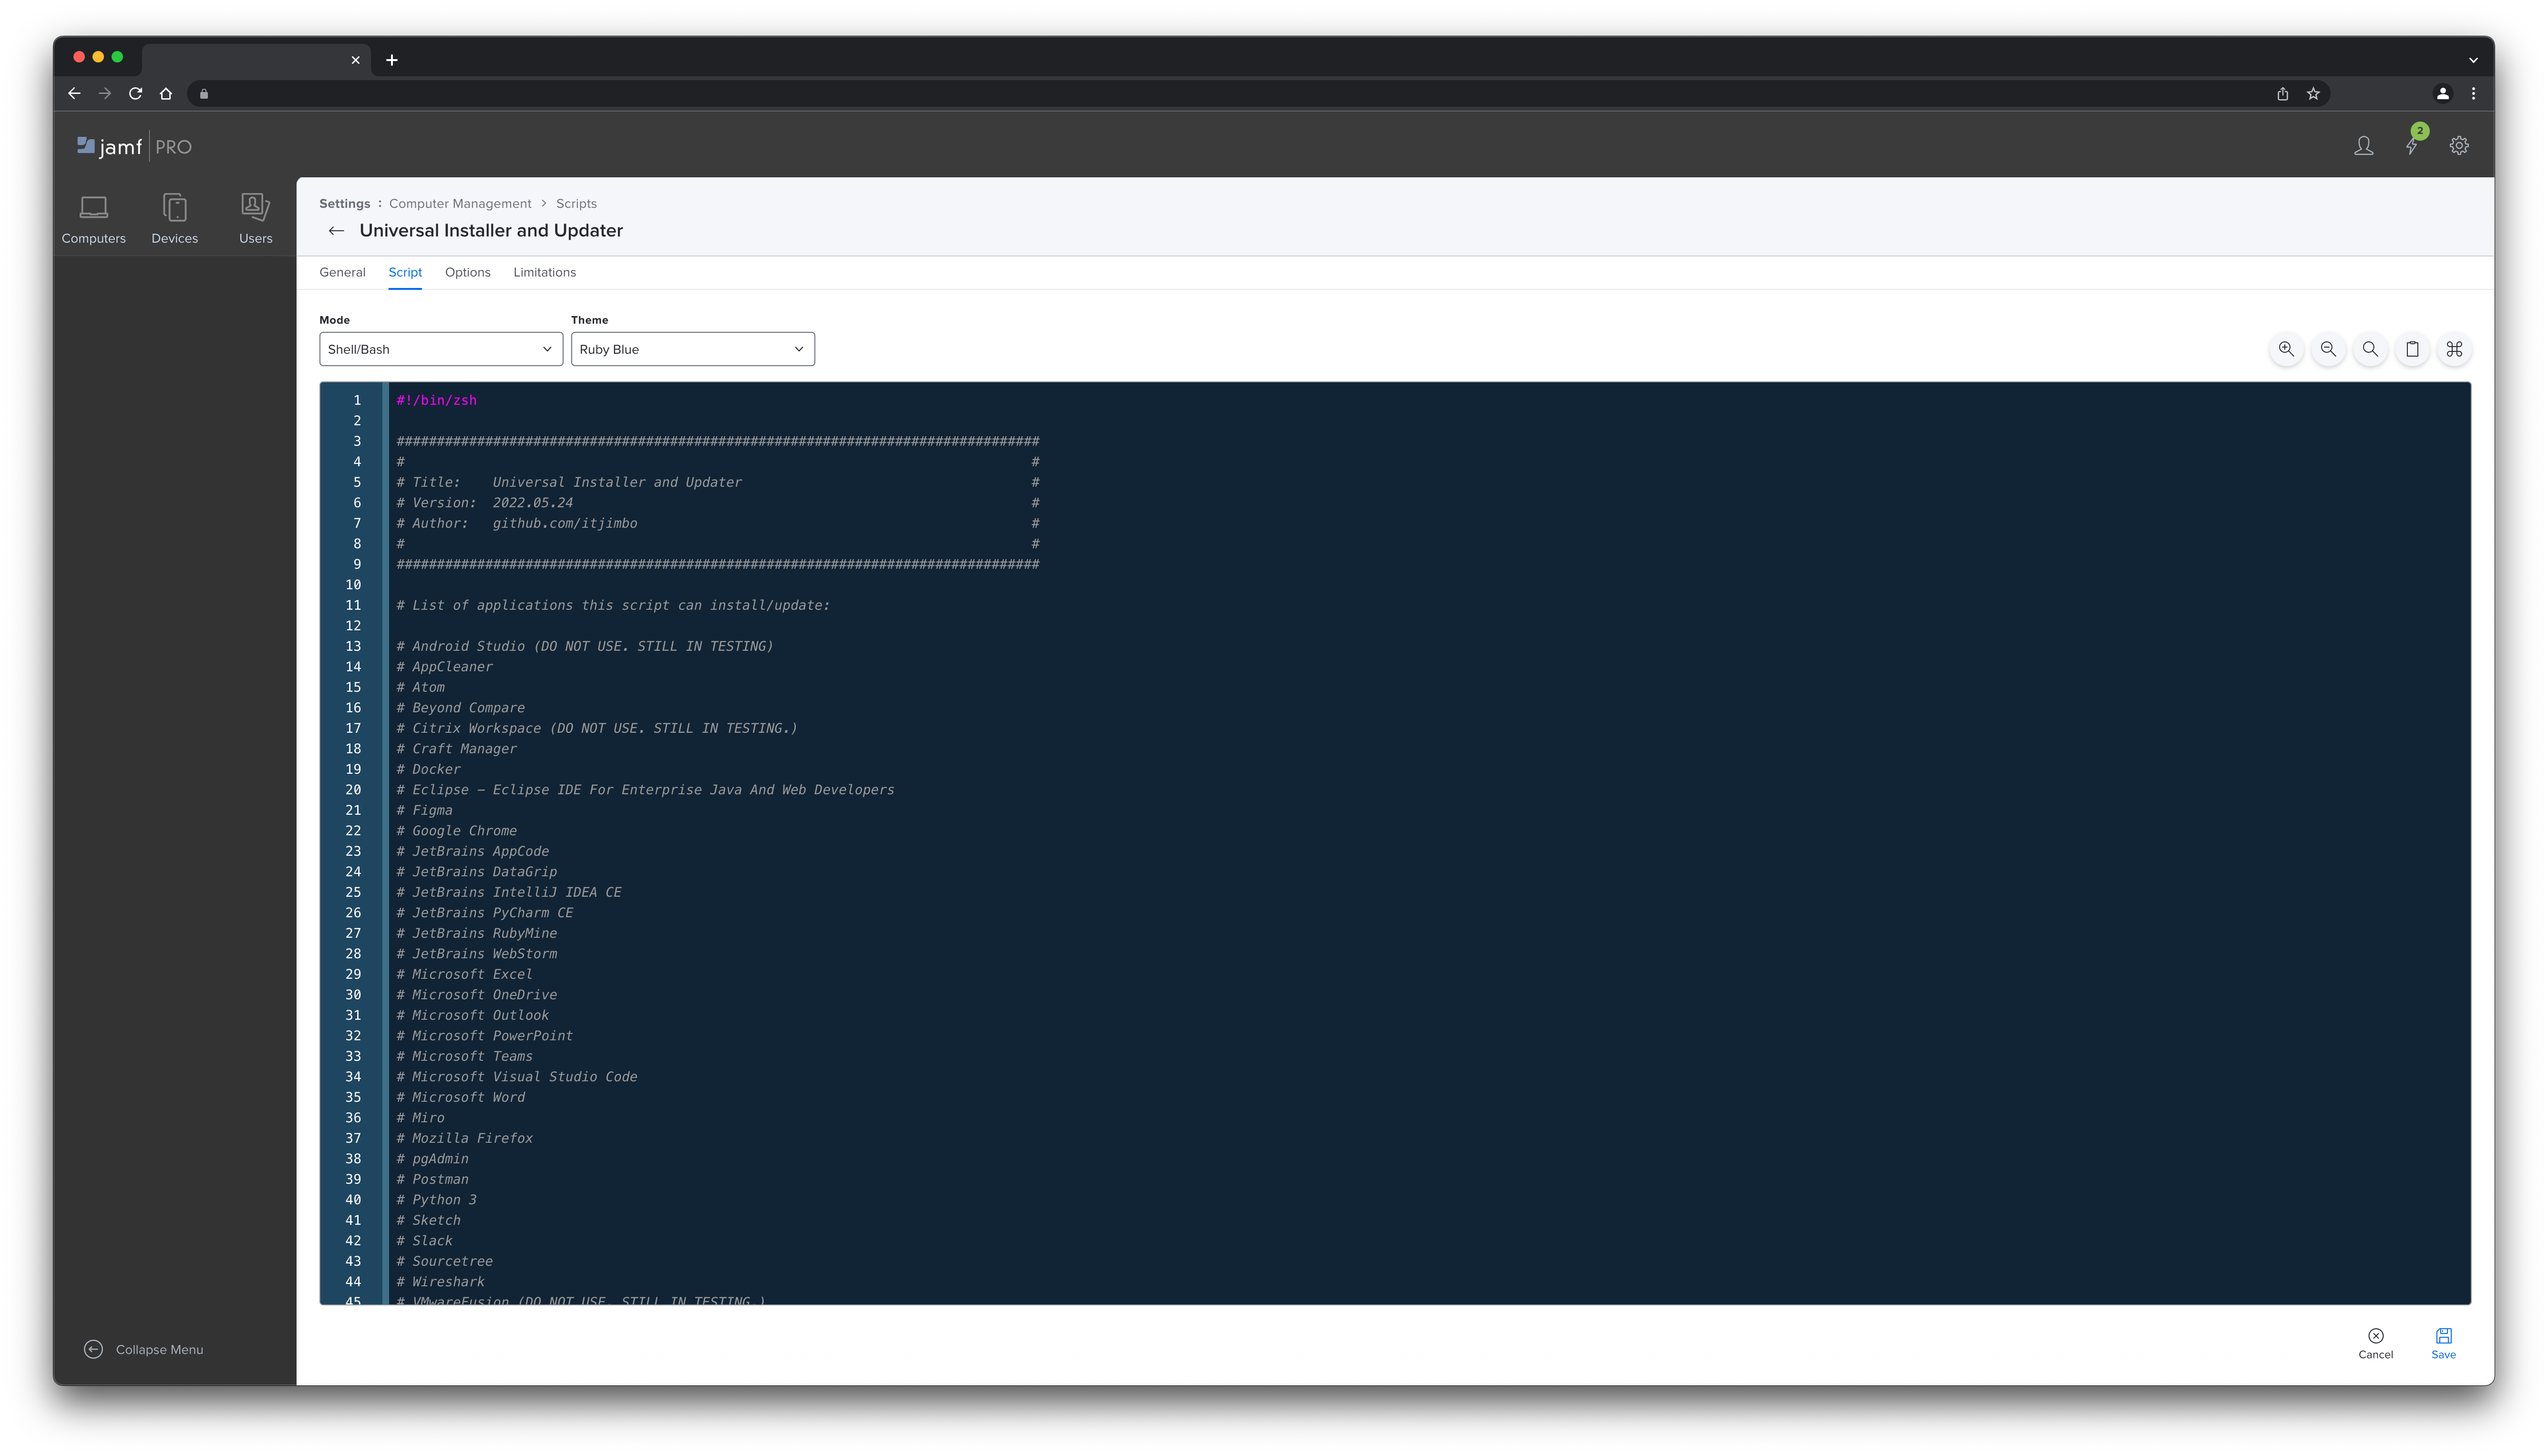 jamf PRO
2
Computers Devices Users
Settings : Computer Management > Scripts
Universal Installer and Updater
General Script Options Limitations
Mode Theme
Shell/Bash Ruby Blue
1 #!/bin/zsh
2
3 ################################################################################
4 # #
5 # Title: Universal Installer and Updater #
6 # Version: 2022.05.24 #
7 # Author: github.com/itjimbo #
8 # #
9 ################################################################################
10
11 # List of applications this script can install/update:
12
13 # Android Studio (DO NOT USE. STILL IN TESTING)
14 # AppCleaner
15 # Atom
16 # Beyond Compare
17 # Citrix Workspace (DO NOT USE. STILL IN TESTING.)
18 # Craft Manager
19 # Docker
20 # Eclipse – Eclipse IDE For Enterprise Java And Web Developers
21 # Figma
22 # Google Chrome
23 # JetBrains AppCode
24 # JetBrains DataGrip
25 # JetBrains IntelliJ IDEA CE
26 # JetBrains PyCharm CE
27 # JetBrains RubyMine
28 # JetBrains WebStorm
29 # Microsoft Excel
30 # Microsoft OneDrive
31 # Microsoft Outlook
32 # Microsoft PowerPoint
33 # Microsoft Teams
34 # Microsoft Visual Studio Code
35 # Microsoft Word
36 # Miro
37 # Mozilla Firefox
38 # pgAdmin
39 # Postman
40 # Python 3
41 # Sketch
42 # Slack
43 # Sourcetree
44 # Wireshark
45 # VMwareFusion (DO NOT USE. STILL IN TESTING.)
Collapse Menu
Cancel Save